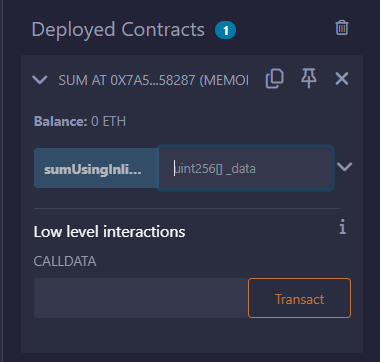 Deployed Contracts 1
SUM AT 0X7A5...58287 (MEMOI
Balance: 0 ETH
sumUsingInli... uint256[] _data
Low level interactions i
CALLDATA
Transact